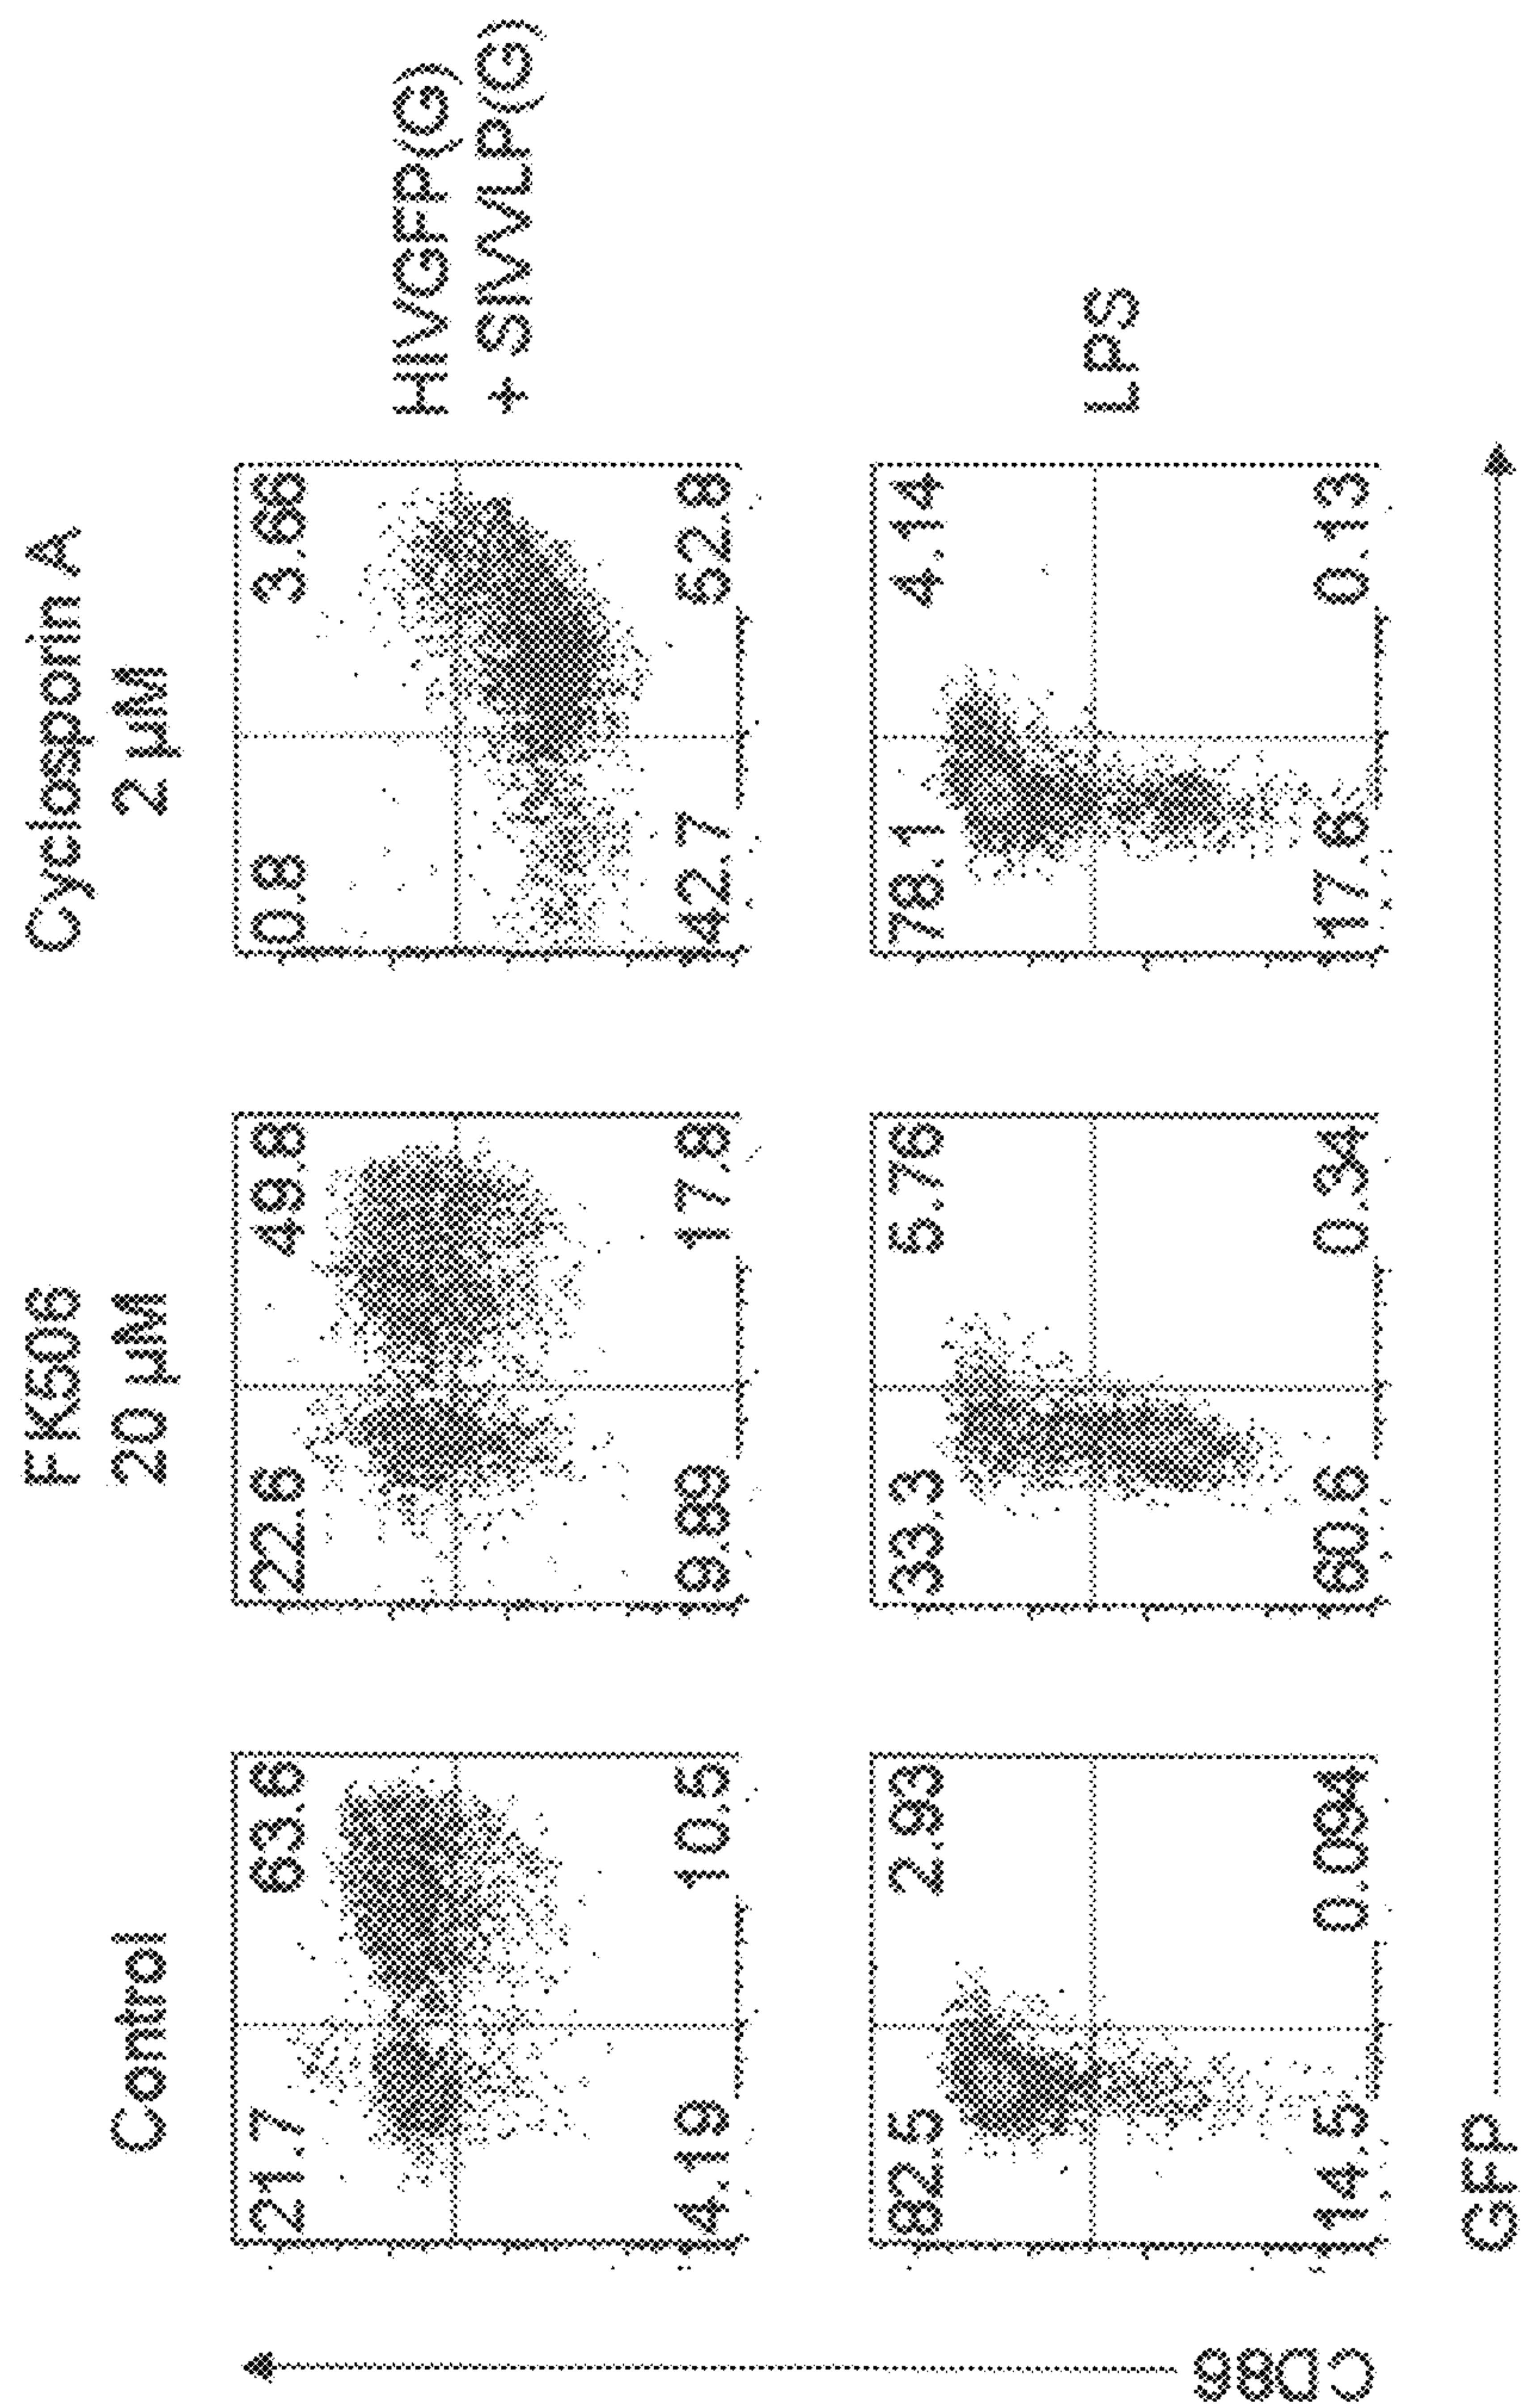 Control
FK506
20 µM
Cyclosporin A
2 µM
21.7
63.6
4.19
10.5
22.6
49.8
9.89
17.8
0.8
3.66
42.7
52.8
HIVGFP(G)
+ SIVVLP(G)
82.5
2.93
14.5
0.094
33.3
5.76
60.6
0.34
78.1
4.14
17.6
0.13
LPS
CD86
GFP